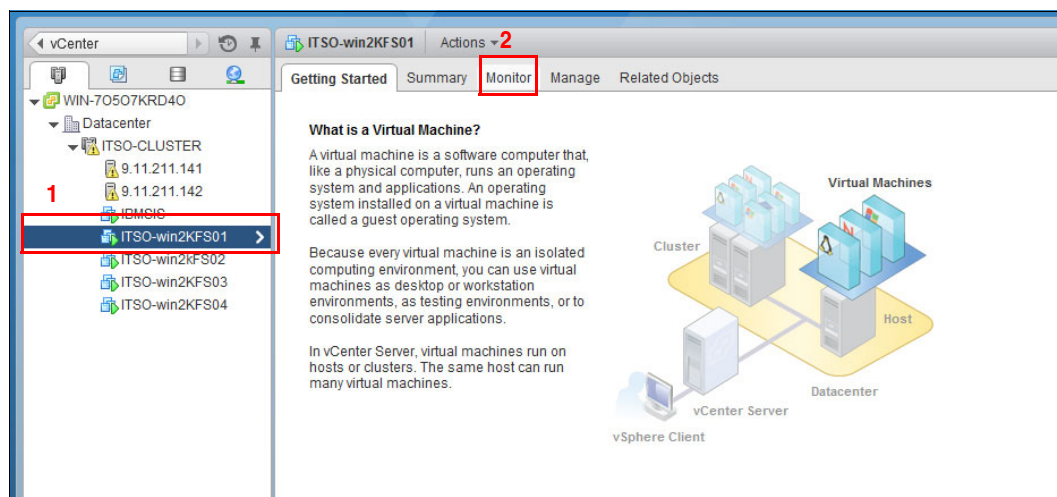 vCenter
ITSO-win2KFS01 Actions 2
Getting Started Summary Monitor Manage Related Objects
WIN-7O5O7KRD4O
Datacenter
ITSO-CLUSTER
9.11.211.141
9.11.211.142
1
IBMSIS
ITSO-win2KFS01
ITSO-win2KFS02
ITSO-win2KFS03
ITSO-win2KFS04
What is a Virtual Machine?
A virtual machine is a software computer that,
like a physical computer, runs an operating
system and applications. An operating
system installed on a virtual machine is
called a guest operating system.
Because every virtual machine is an isolated
computing environment, you can use virtual
machines as desktop or workstation
environments, as testing environments, or to
consolidate server applications.
In vCenter Server, virtual machines run on
hosts or clusters. The same host can run
many virtual machines.
Virtual Machines
Cluster
Host
Datacenter
vCenter Server
vSphere Client